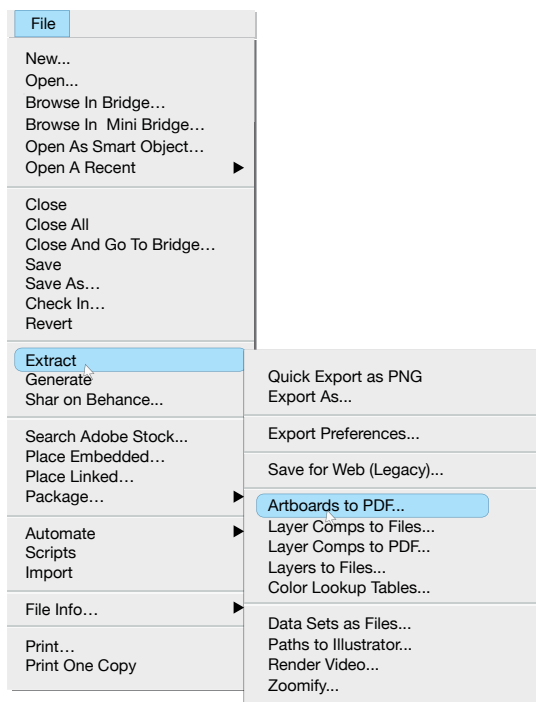 File
New...
Open...
Browse In Bridge…
Browse In  Mini Bridge…
Open As Smart Object…
Open A Recent
Close
Close All
Close And Go To Bridge…
Save
Save As…
Check In…
Revert
Extract
Generate
Shar on Behance...
Search Adobe Stock...
Place Embedded…
Place Linked…
Package…
Automate
Scripts
Import
File Info…
Print…
Print One Copy
Quick Export as PNG
Export As...
Export Preferences...
Save for Web (Legacy)...
Artboards to PDF...
Layer Comps to Files...
Layer Comps to PDF...
Layers to Files...
Color Lookup Tables...
Data Sets as Files...
Paths to Illustrator...
Render Video...
Zoomify...